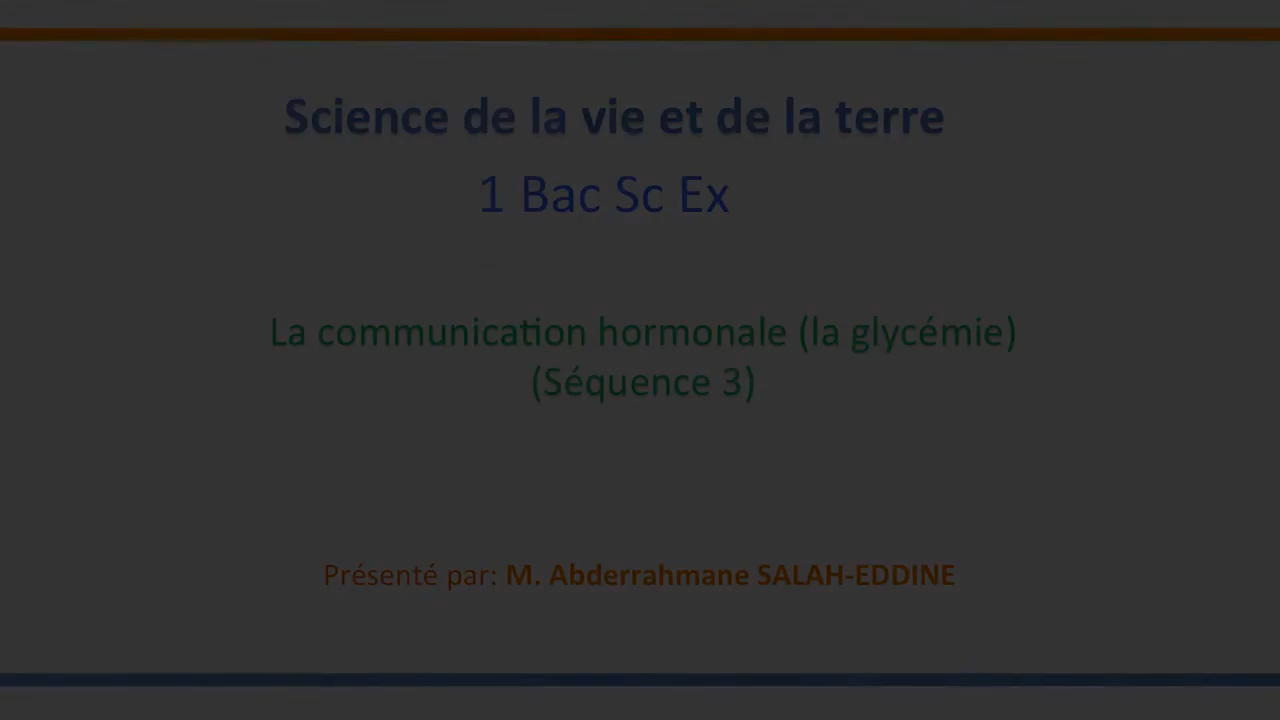 Science de la vie et de la terre
1 Bac Sc Ex
La communication hormonale (la glycémie)
(Séquence 3)
Présenté par: M. Abderrahmane SALAH-EDDINE